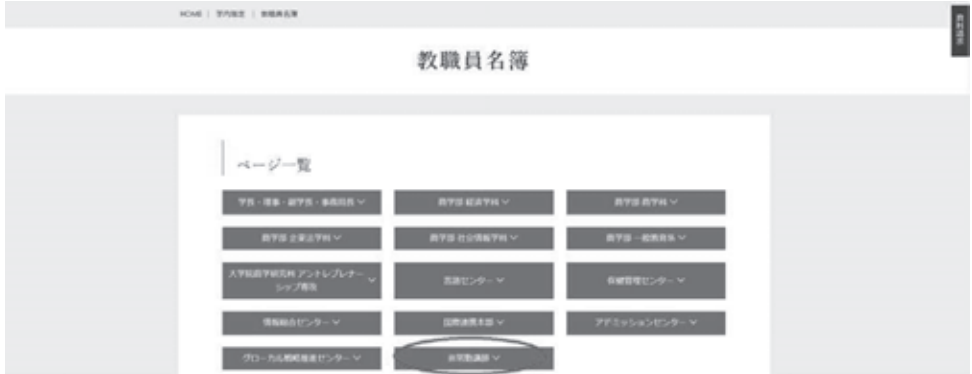 HOME | 学内限定 | 教職員名簿
資料請求
教職員名簿
ページ一覧
学長・理事・副学長・事務局長
商学部 経済学科
商学部 商学科
商学部 企業法学科
商学部 社会情報学科
商学部 一般教育系
大学院商学研究科 アントレプレナー
シップ専攻
言語センター
保健管理センター
情報総合センター
国際連携本部
アドミッションセンター
グローカル戦略推進センター
非常勤講師